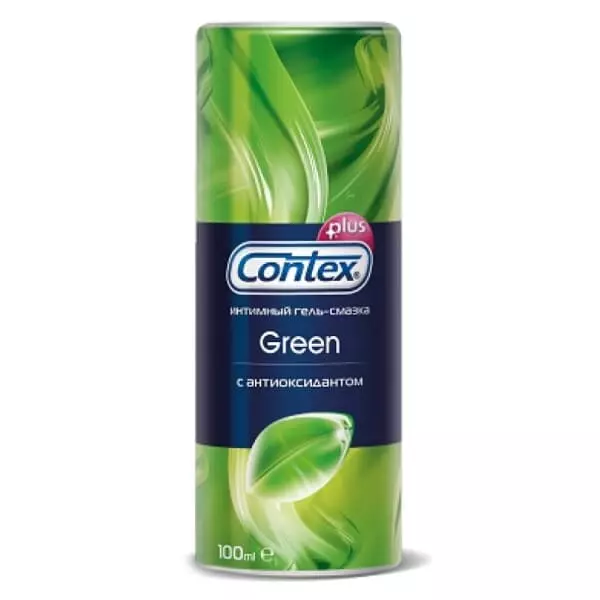 plus
Contex®
интимный гель-смазка
Green
с антиоксидантом
100ml ℮